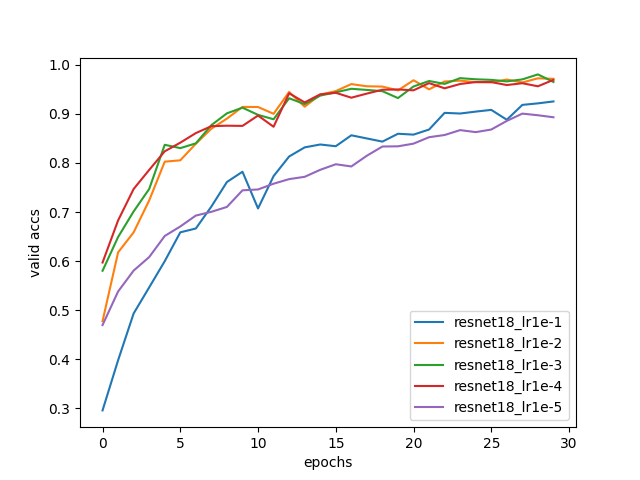 1.0
0.9
0.8
0.7
0.6
0.5
0.4
0.3
valid accs
0
5
10
15
20
25
30
epochs
resnet18_lr1e-1
resnet18_lr1e-2
resnet18_lr1e-3
resnet18_lr1e-4
resnet18_lr1e-5